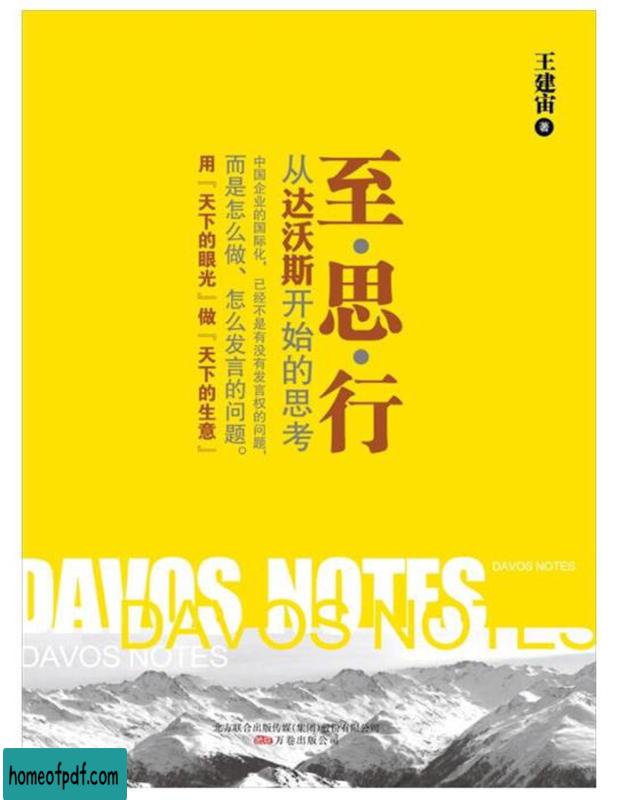 王建宙 著
至·思·行
从达沃斯开始的思考
中国企业的国际化，已经不是有没有发言权的问题，
而是怎么做、怎么发言的问题。
用『天下的眼光』做『天下的生意』
DAVOS NOTES
DAVOS NOTES
DAVOS NOTES
DAVOS NOTES
北方联合出版传媒(集团)股份有限公司
万卷出版公司
homeofpdf.com